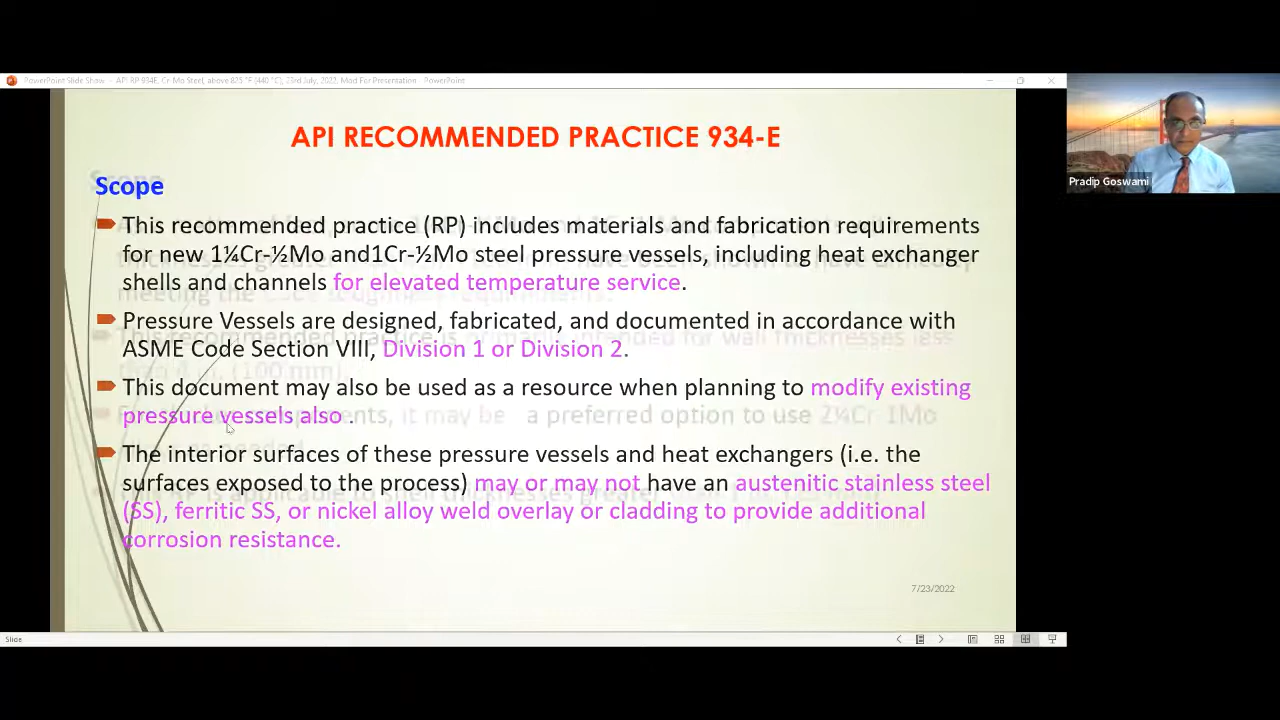 PowerPoint Slide Show - API RP 934E, Cr-Mo Steel, above 825 °F (440 °C), 23rd July, 2022, Mod For Presentation - PowerPoint
API RECOMMENDED PRACTICE 934-E
Pradip Goswami
Scope
This recommended practice (RP) includes materials and fabrication requirements
for new 1¼Cr-½Mo and1Cr-½Mo steel pressure vessels, including heat exchanger
shells and channels for elevated temperature service.
Pressure Vessels are designed, fabricated, and documented in accordance with
ASME Code Section VIII, Division 1 or Division 2.
This document may also be used as a resource when planning to modify existing
pressure vessels also .
The interior surfaces of these pressure vessels and heat exchangers (i.e. the
surfaces exposed to the process) may or may not have an austenitic stainless steel
(SS), ferritic SS, or nickel alloy weld overlay or cladding to provide additional
corrosion resistance.
7/23/2022
Slide